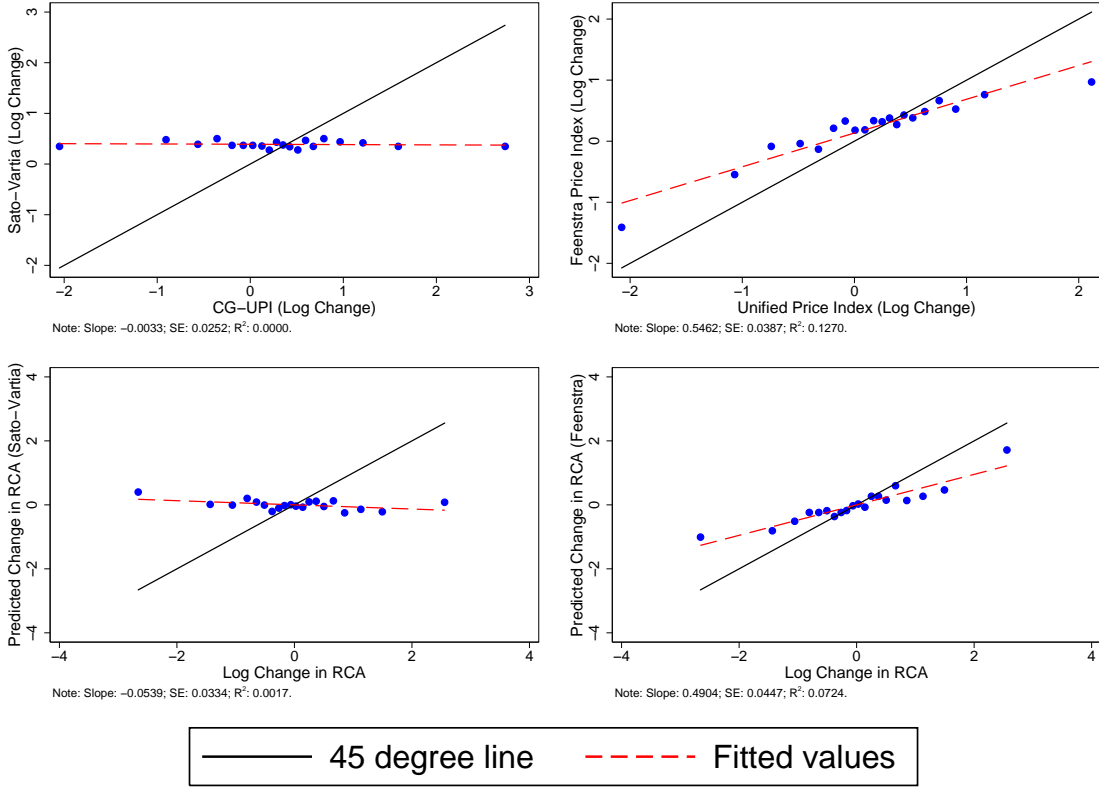 Sato−Vartia (Log Change)
3
2
1
0
−1
−2
−2 −1 0 1 2 3
CG−UPI (Log Change)
Note: Slope: −0.0033; SE: 0.0252; R²: 0.0000.
Feenstra Price Index (Log Change)
2
1
0
−1
−2
−2 −1 0 1 2
Unified Price Index (Log Change)
Note: Slope: 0.5462; SE: 0.0387; R²: 0.1270.
Predicted Change in RCA (Sato−Vartia)
4
2
0
−2
−4
−4 −2 0 2 4
Log Change in RCA
Note: Slope: −0.0539; SE: 0.0334; R²: 0.0017.
Predicted Change in RCA (Feenstra)
4
2
0
−2
−4
−4 −2 0 2 4
Log Change in RCA
Note: Slope: 0.4904; SE: 0.0447; R²: 0.0724.
45 degree line Fitted values